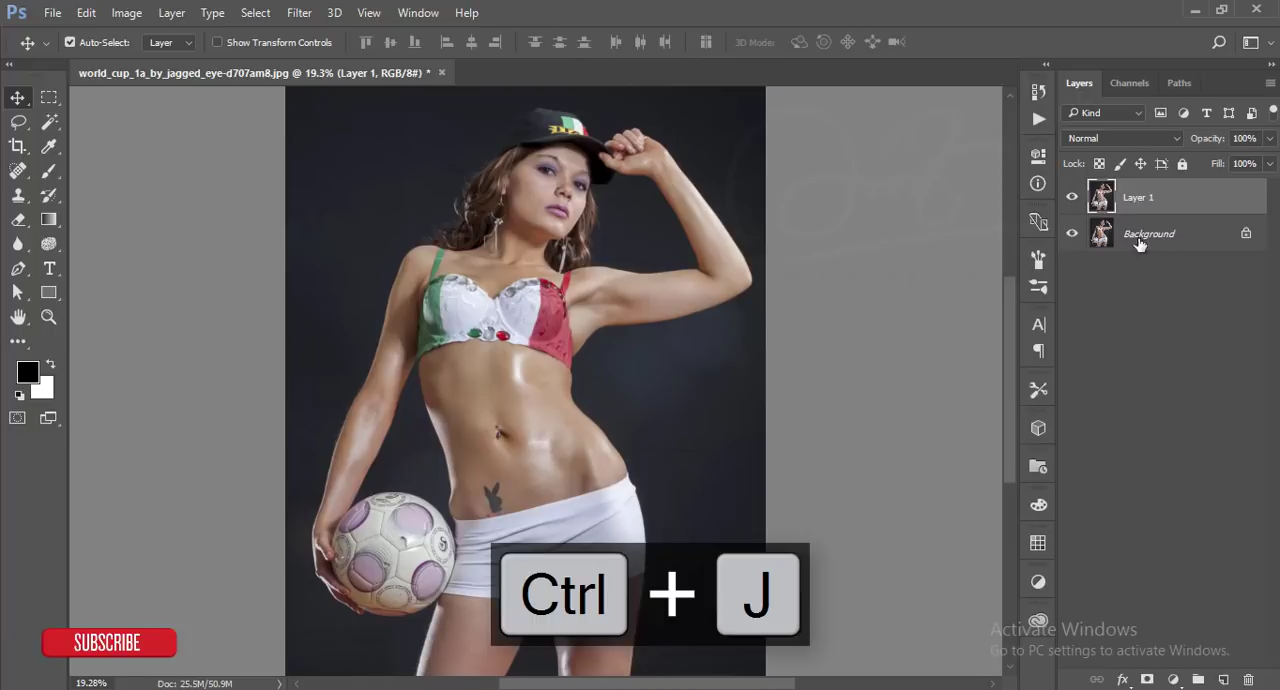 Ps File Edit Image Layer Type Select Filter 3D View Window Help
Auto-Select: Layer Show Transform Controls 3D Mode:
world_cup_1a_by_jagged_eye-d707am8.jpg @ 19.3% (Layer 1, RGB/8#) *
Layers Channels Paths
Kind
Normal Opacity: 100%
Lock: Fill: 100%
Layer 1
Background
Ctrl + J
SUBSCRIBE
Activate Windows
Go to PC settings to activate Windows.
19.28% Doc: 25.5M/50.9M